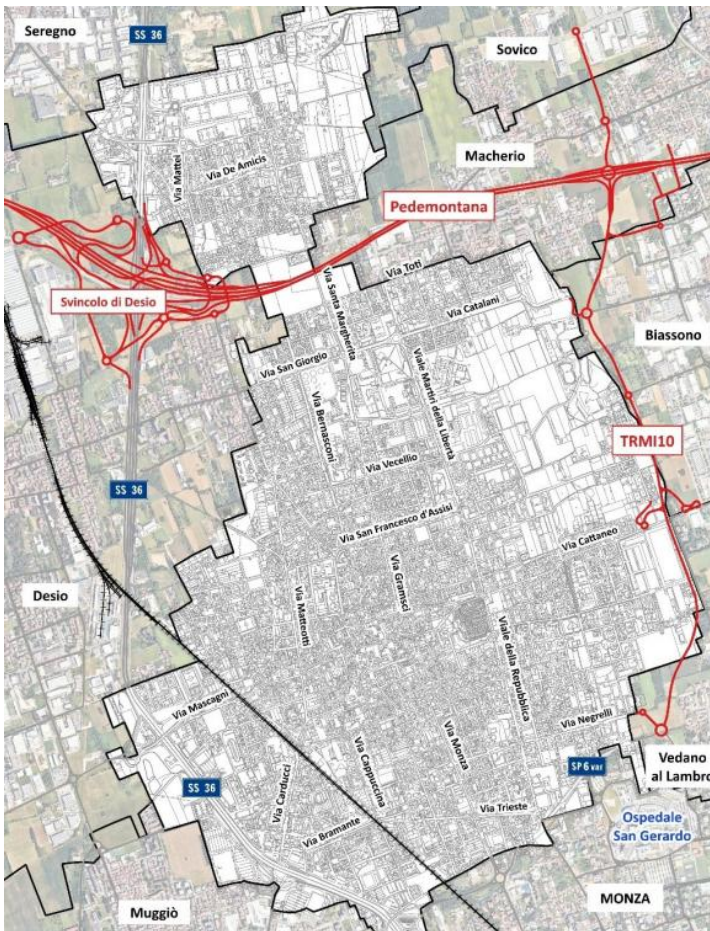 Seregno
SS 36
Sovico
Macherio
Via Mattei
Via De Amicis
Pedemontana
Svincolo di Desio
Via Toti
Via Santa Margherita
Via Catalani
Biassono
Via San Giorgio
Viale Martiri della Libertà
Via Bernasconi
TRMI10
Via Vecellio
SS 36
Via San Francesco d'Assisi
Via Cattaneo
Desio
Via Gramsci
Via Matteotti
Viale della Repubblica
Via Mascagni
Via Negrelli
Via Monza
Via Cappuccina
Vedano
al Lambro
SP 6 var
SS 36
Via Carducci
Via Trieste
Ospedale
San Gerardo
Via Bramante
MONZA
Muggiò